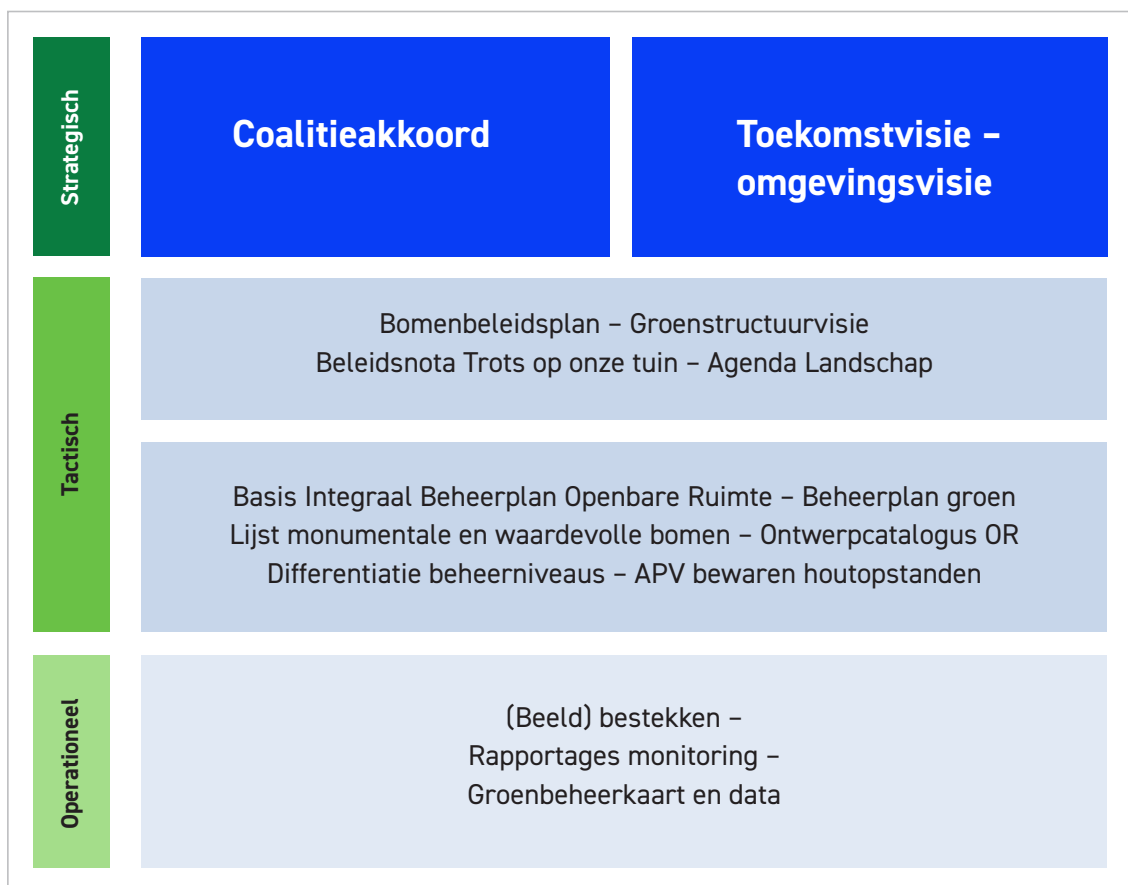 Strategisch
Coalitieakkoord
Toekomstvisie –
omgevingsvisie
Tactisch
Bomenbeleidsplan – Groenstructuurvisie
Beleidsnota Trots op onze tuin – Agenda Landschap
Basis Integraal Beheerplan Openbare Ruimte – Beheerplan groen
Lijst monumentale en waardevolle bomen – Ontwerpcatalogus OR
Differentiatie beheerniveaus – APV bewaren houtopstanden
Operationeel
(Beeld) bestekken –
Rapportages monitoring –
Groenbeheerkaart en data